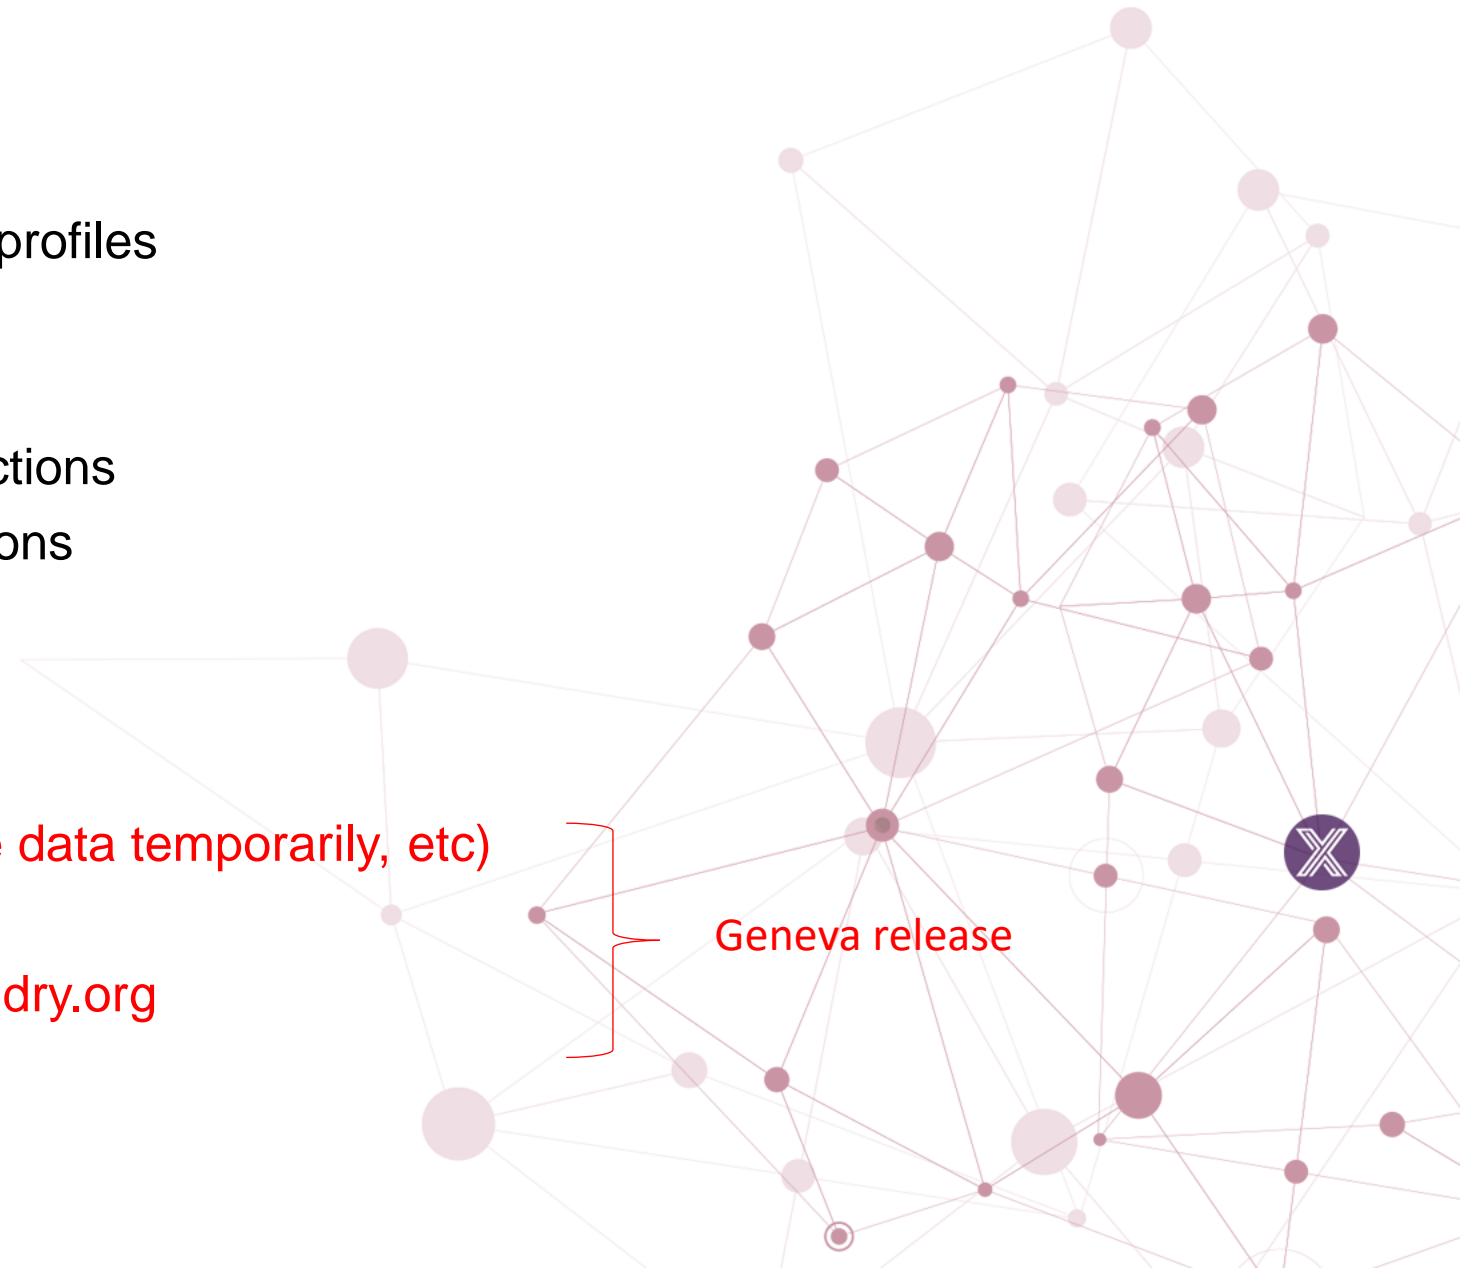 profiles
ctions
ons
e data temporarily, etc)
Geneva release
dry.org